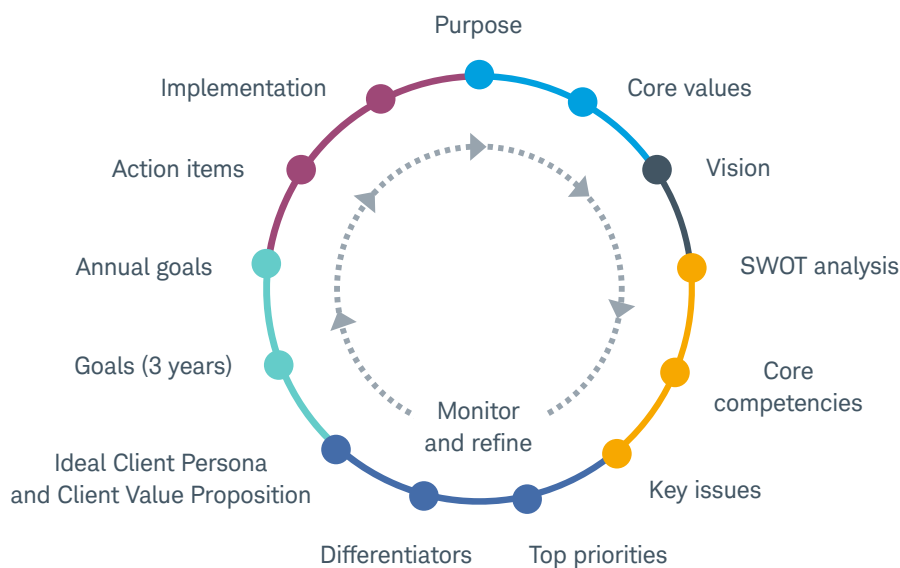 Purpose
Core values
Vision
SWOT analysis
Core
competencies
Key issues
Top priorities
Differentiators
Ideal Client Persona
and Client Value Proposition
Goals (3 years)
Annual goals
Action items
Implementation
Monitor
and refine